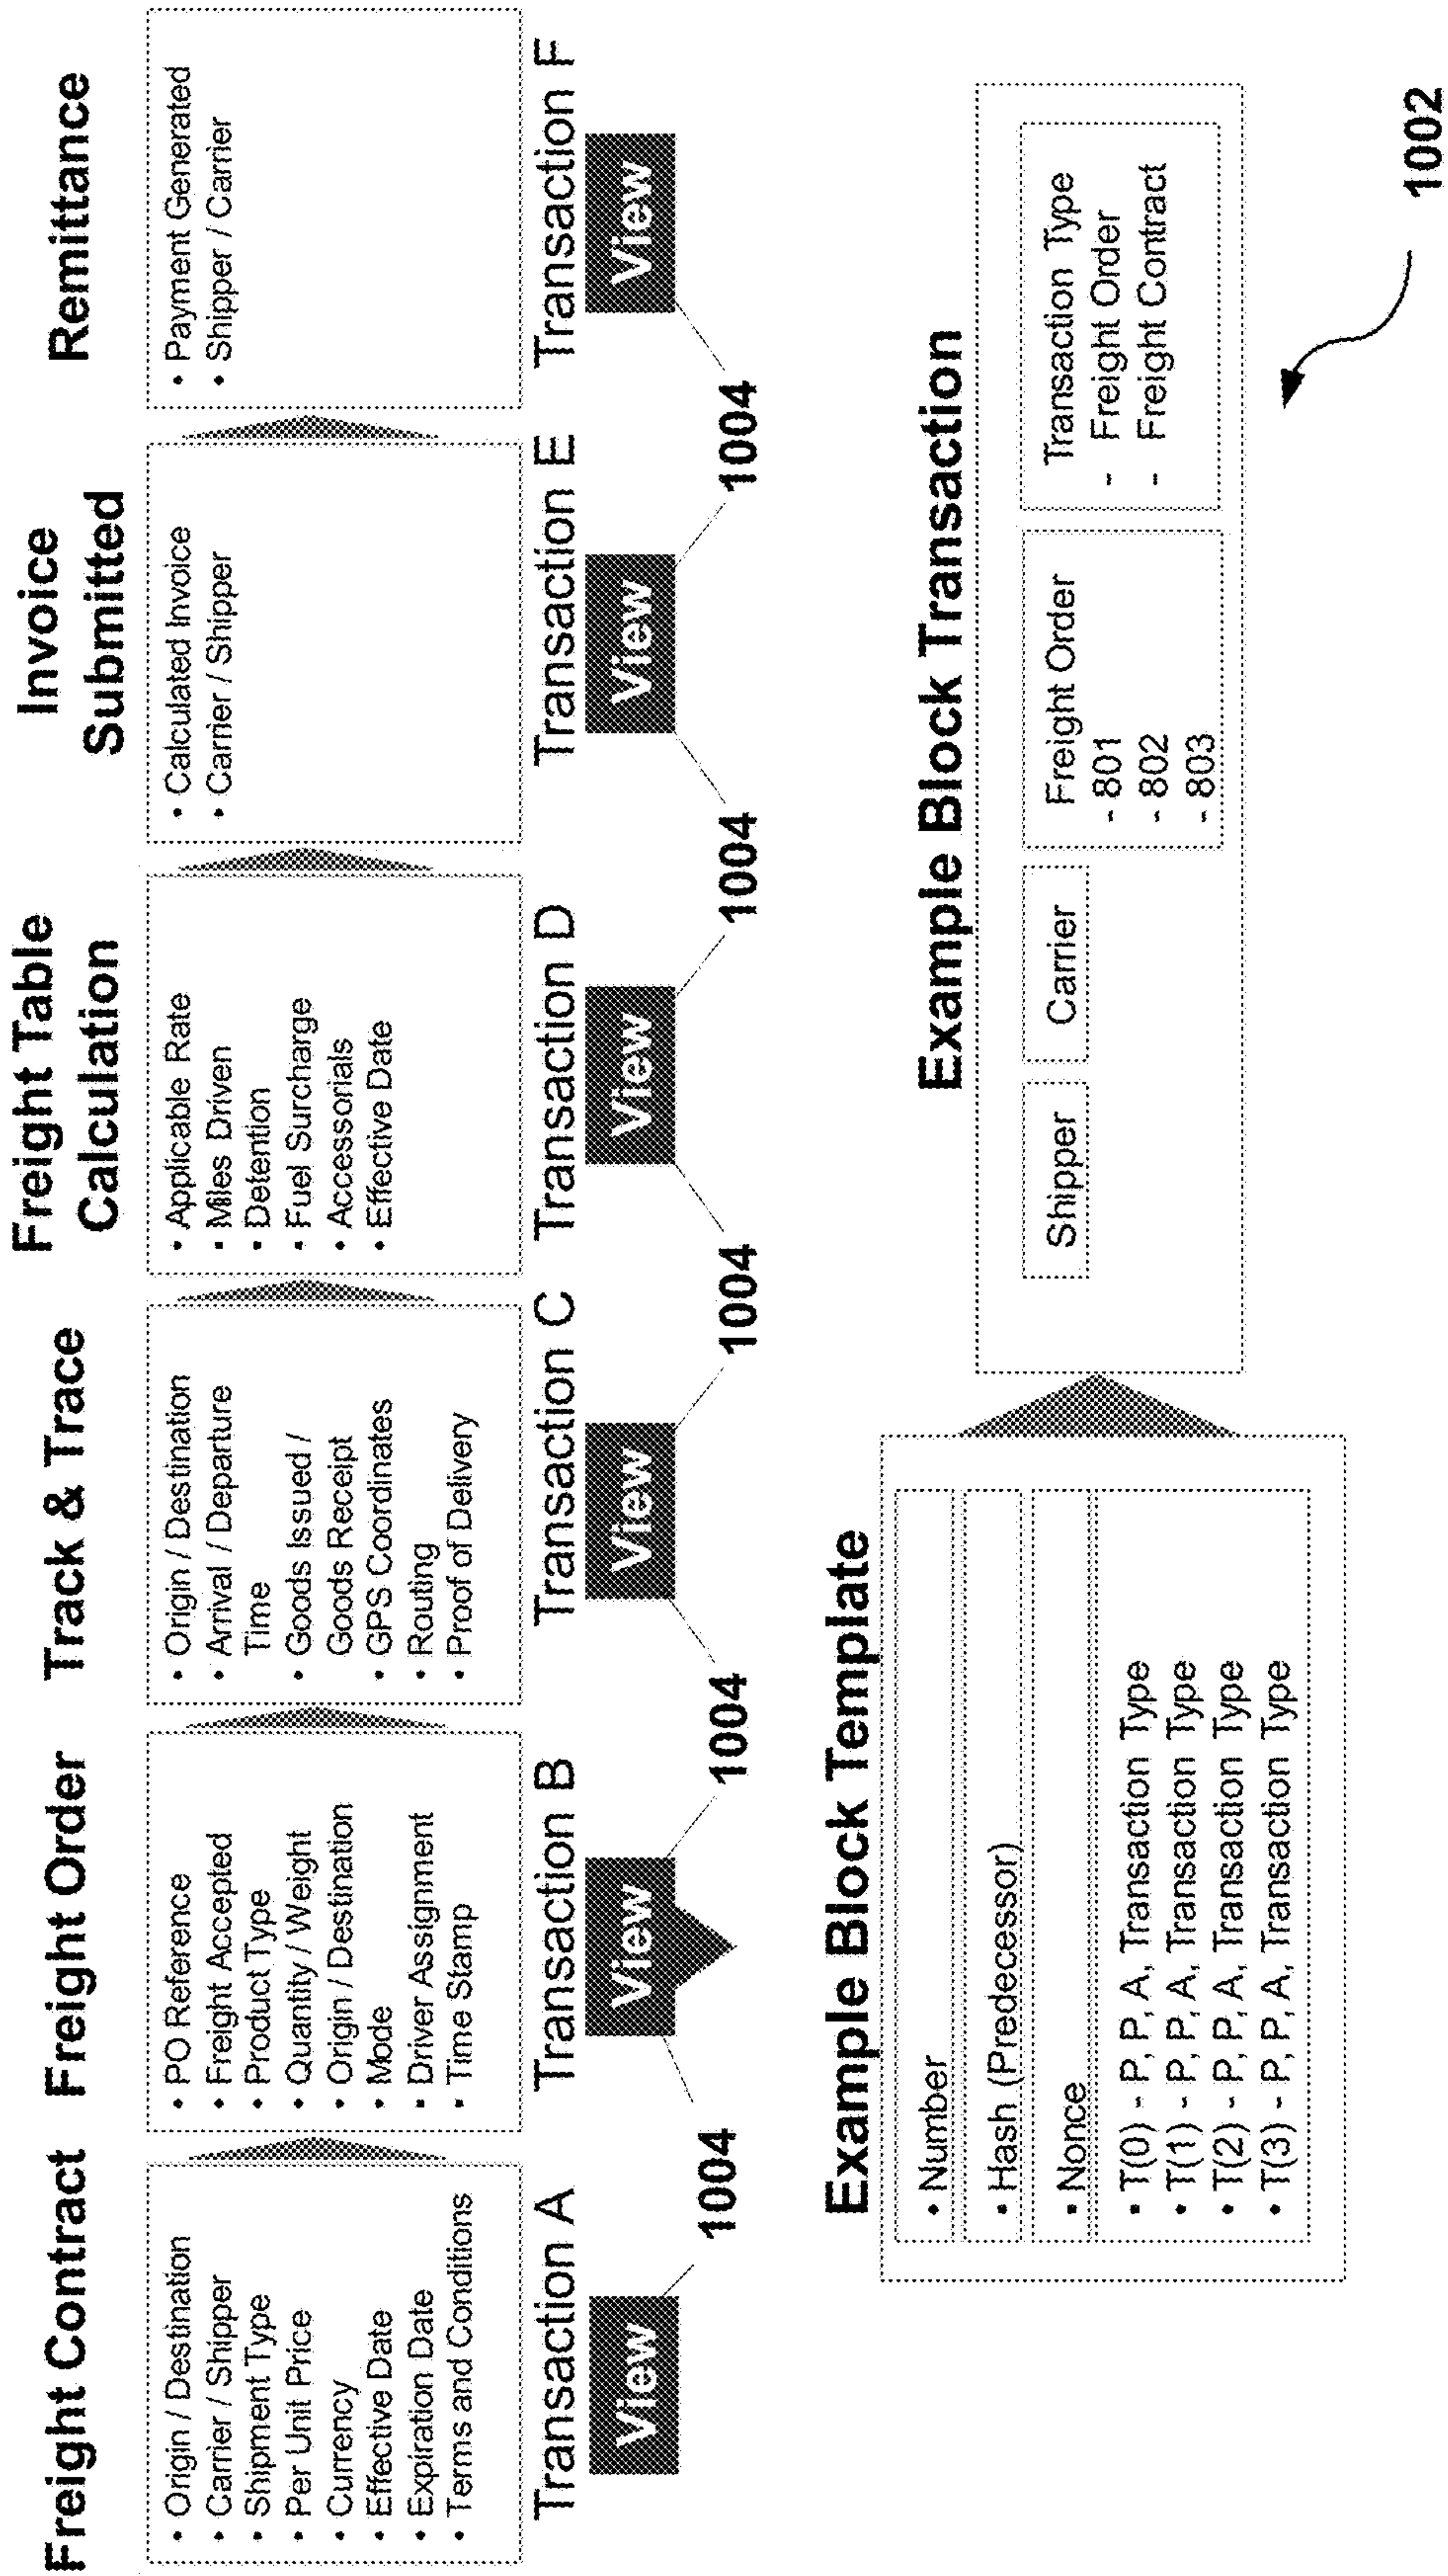 Freight Contract
• Origin / Destination
• Carrier / Shipper
• Shipment Type
• Per Unit Price
• Currency
• Effective Date
• Expiration Date
• Terms and Conditions
Transaction A
View
1004
Freight Order
• PO Reference
• Freight Accepted
• Product Type
• Quantity / Weight
• Origin / Destination
• Mode
• Driver Assignment
• Time Stamp
Transaction B
View
1004
Track & Trace
• Origin / Destination
• Arrival / Departure
Time
• Goods Issued /
Goods Receipt
• GPS Coordinates
• Routing
• Proof of Delivery
Transaction C
View
1004
Freight Table
Calculation
• Applicable Rate
• Miles Driven
• Detention
• Fuel Surcharge
• Accessorials
• Effective Date
Transaction D
View
1004
Invoice
Submitted
• Calculated Invoice
• Carrier / Shipper
Transaction E
View
1004
Remittance
• Payment Generated
• Shipper / Carrier
Transaction F
View
Example Block Template
• Number
• Hash (Predecessor)
• Nonce
• T(0) - P, P, A, Transaction Type
• T(1) - P, P, A, Transaction Type
• T(2) - P, P, A, Transaction Type
• T(3) - P, P, A, Transaction Type
Example Block Transaction
Shipper
Carrier
Freight Order
- 801
- 802
- 803
Transaction Type
- Freight Order
- Freight Contract
1002